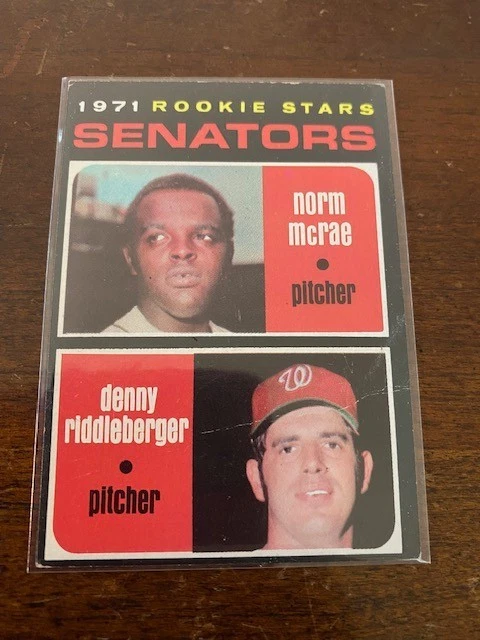 1971 ROOKIE STARS
SENATORS
norm
mcrae
pitcher
W
denny
riddleberger
pitcher